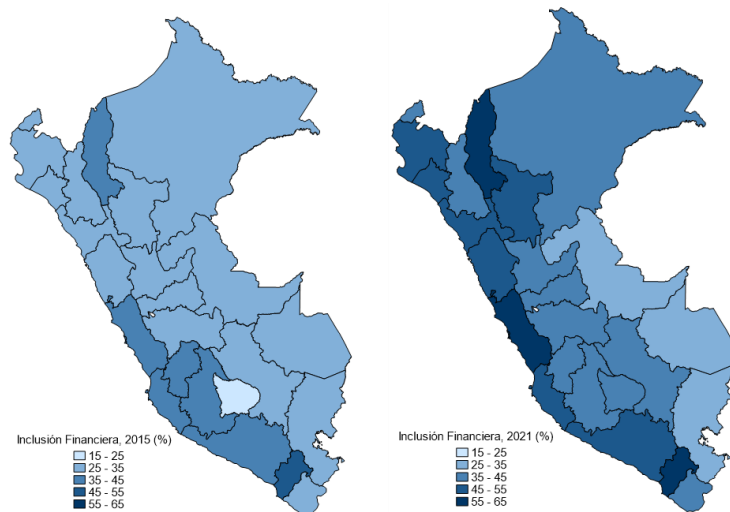 Inclusión Financiera, 2015 (%)
15 - 25
25 - 35
35 - 45
45 - 55
55 - 65
Inclusión Financiera, 2021 (%)
15 - 25
25 - 35
35 - 45
45 - 55
55 - 65